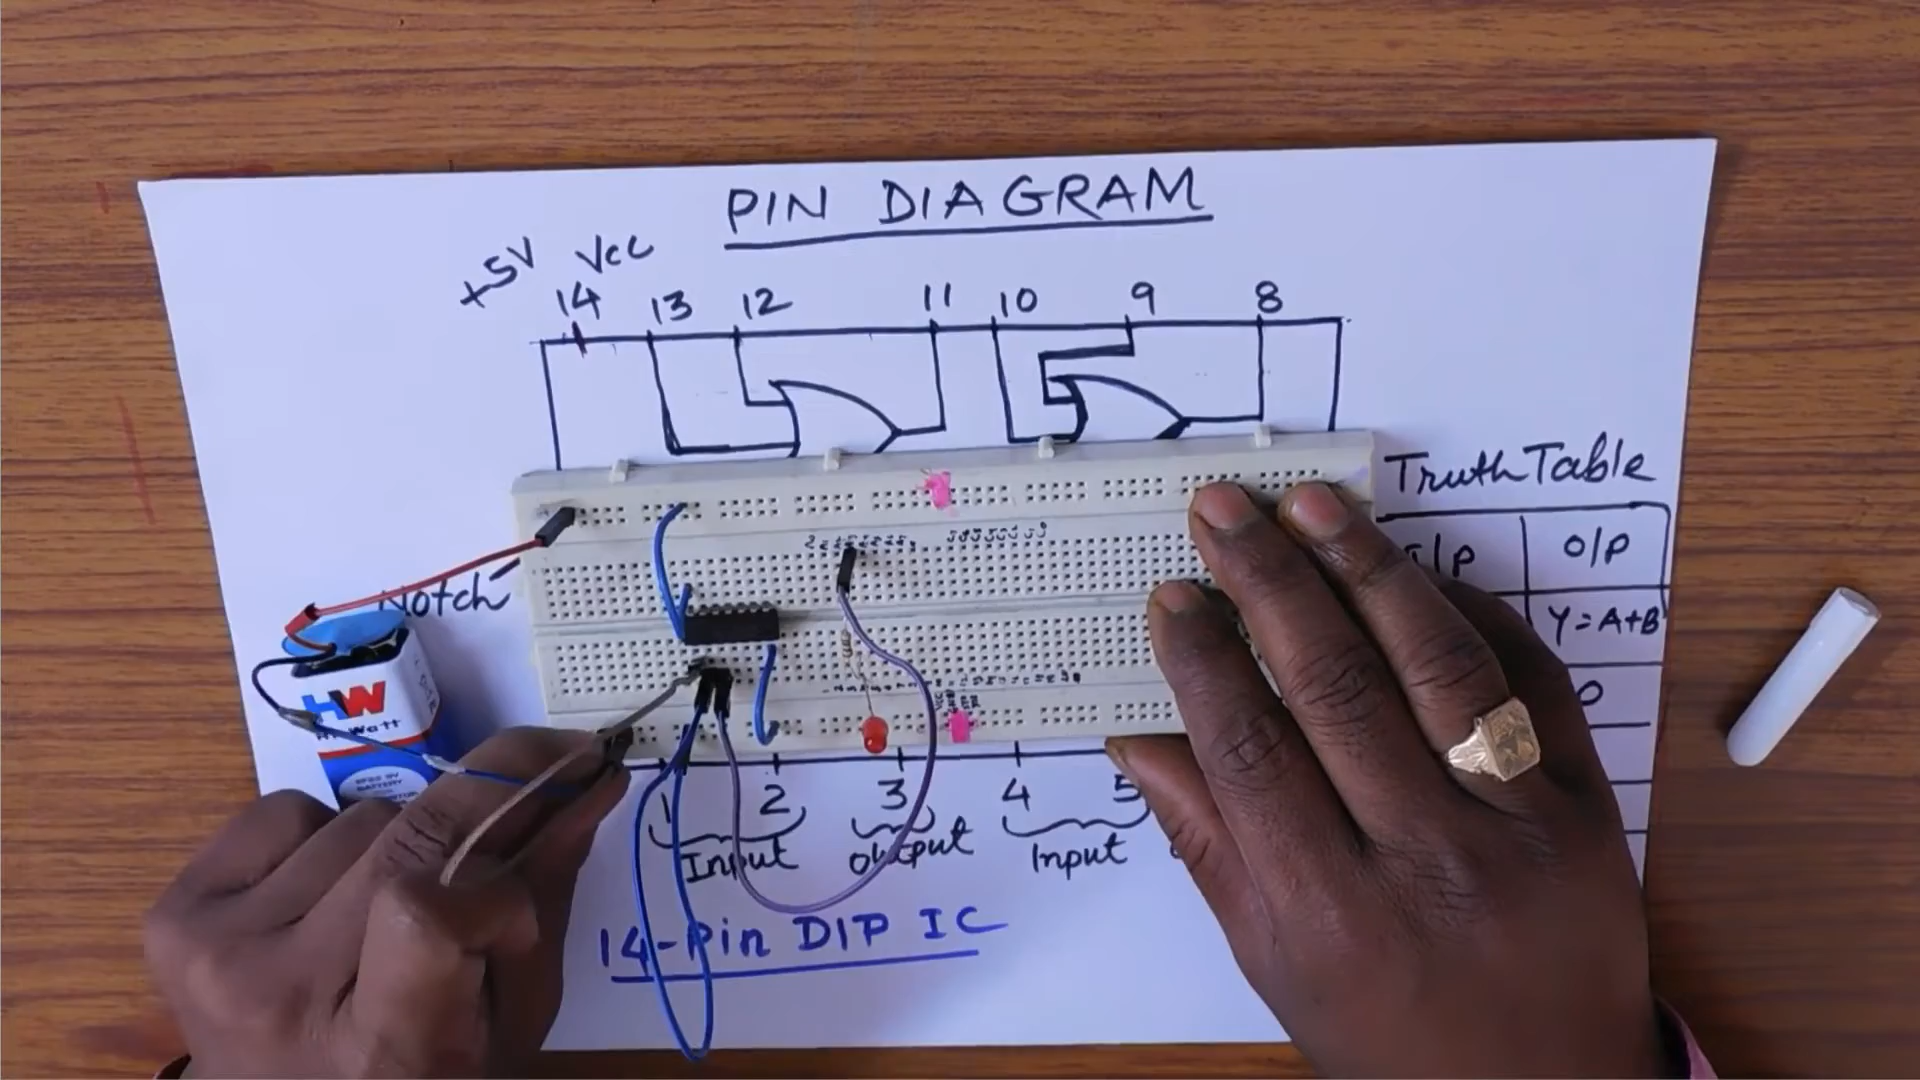 PIN DIAGRAM
+5V Vcc
14 13 12 11 10 9 8
Truth Table
I/P O/P
Notch
Y=A+B
HW
Hi-Watt
0
1 2 3 4 5
Input Output Input
14-Pin DIP IC